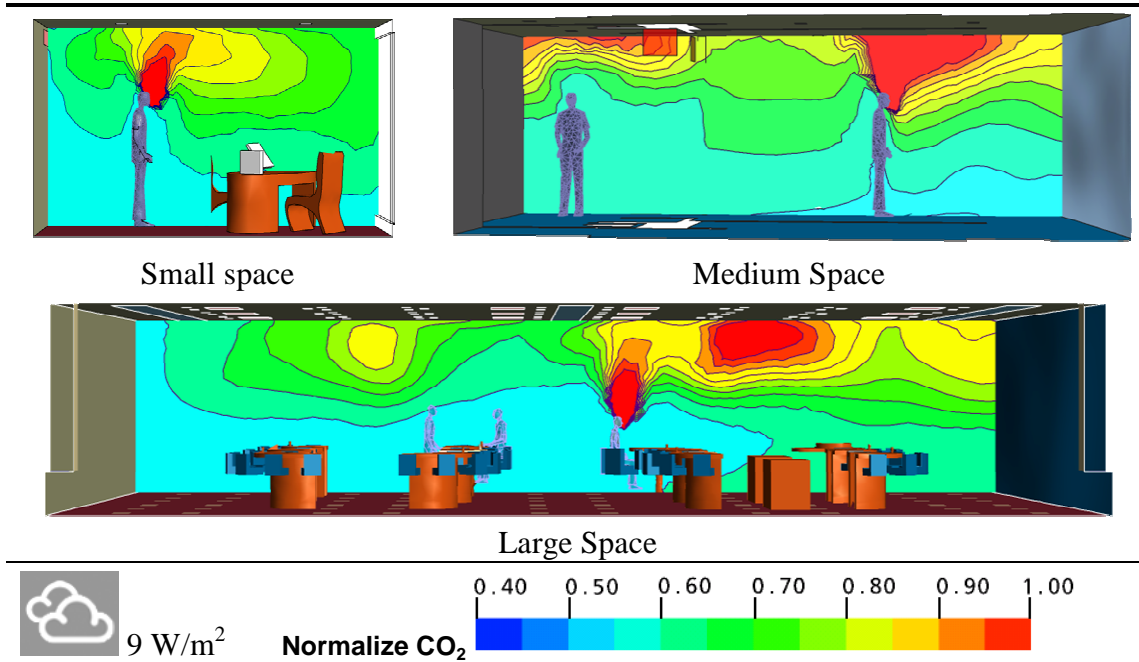 Small space
Medium Space
Large Space
0.40 0.50 0.60 0.70 0.80 0.90 1.00
9 W/m²
Normalize CO₂